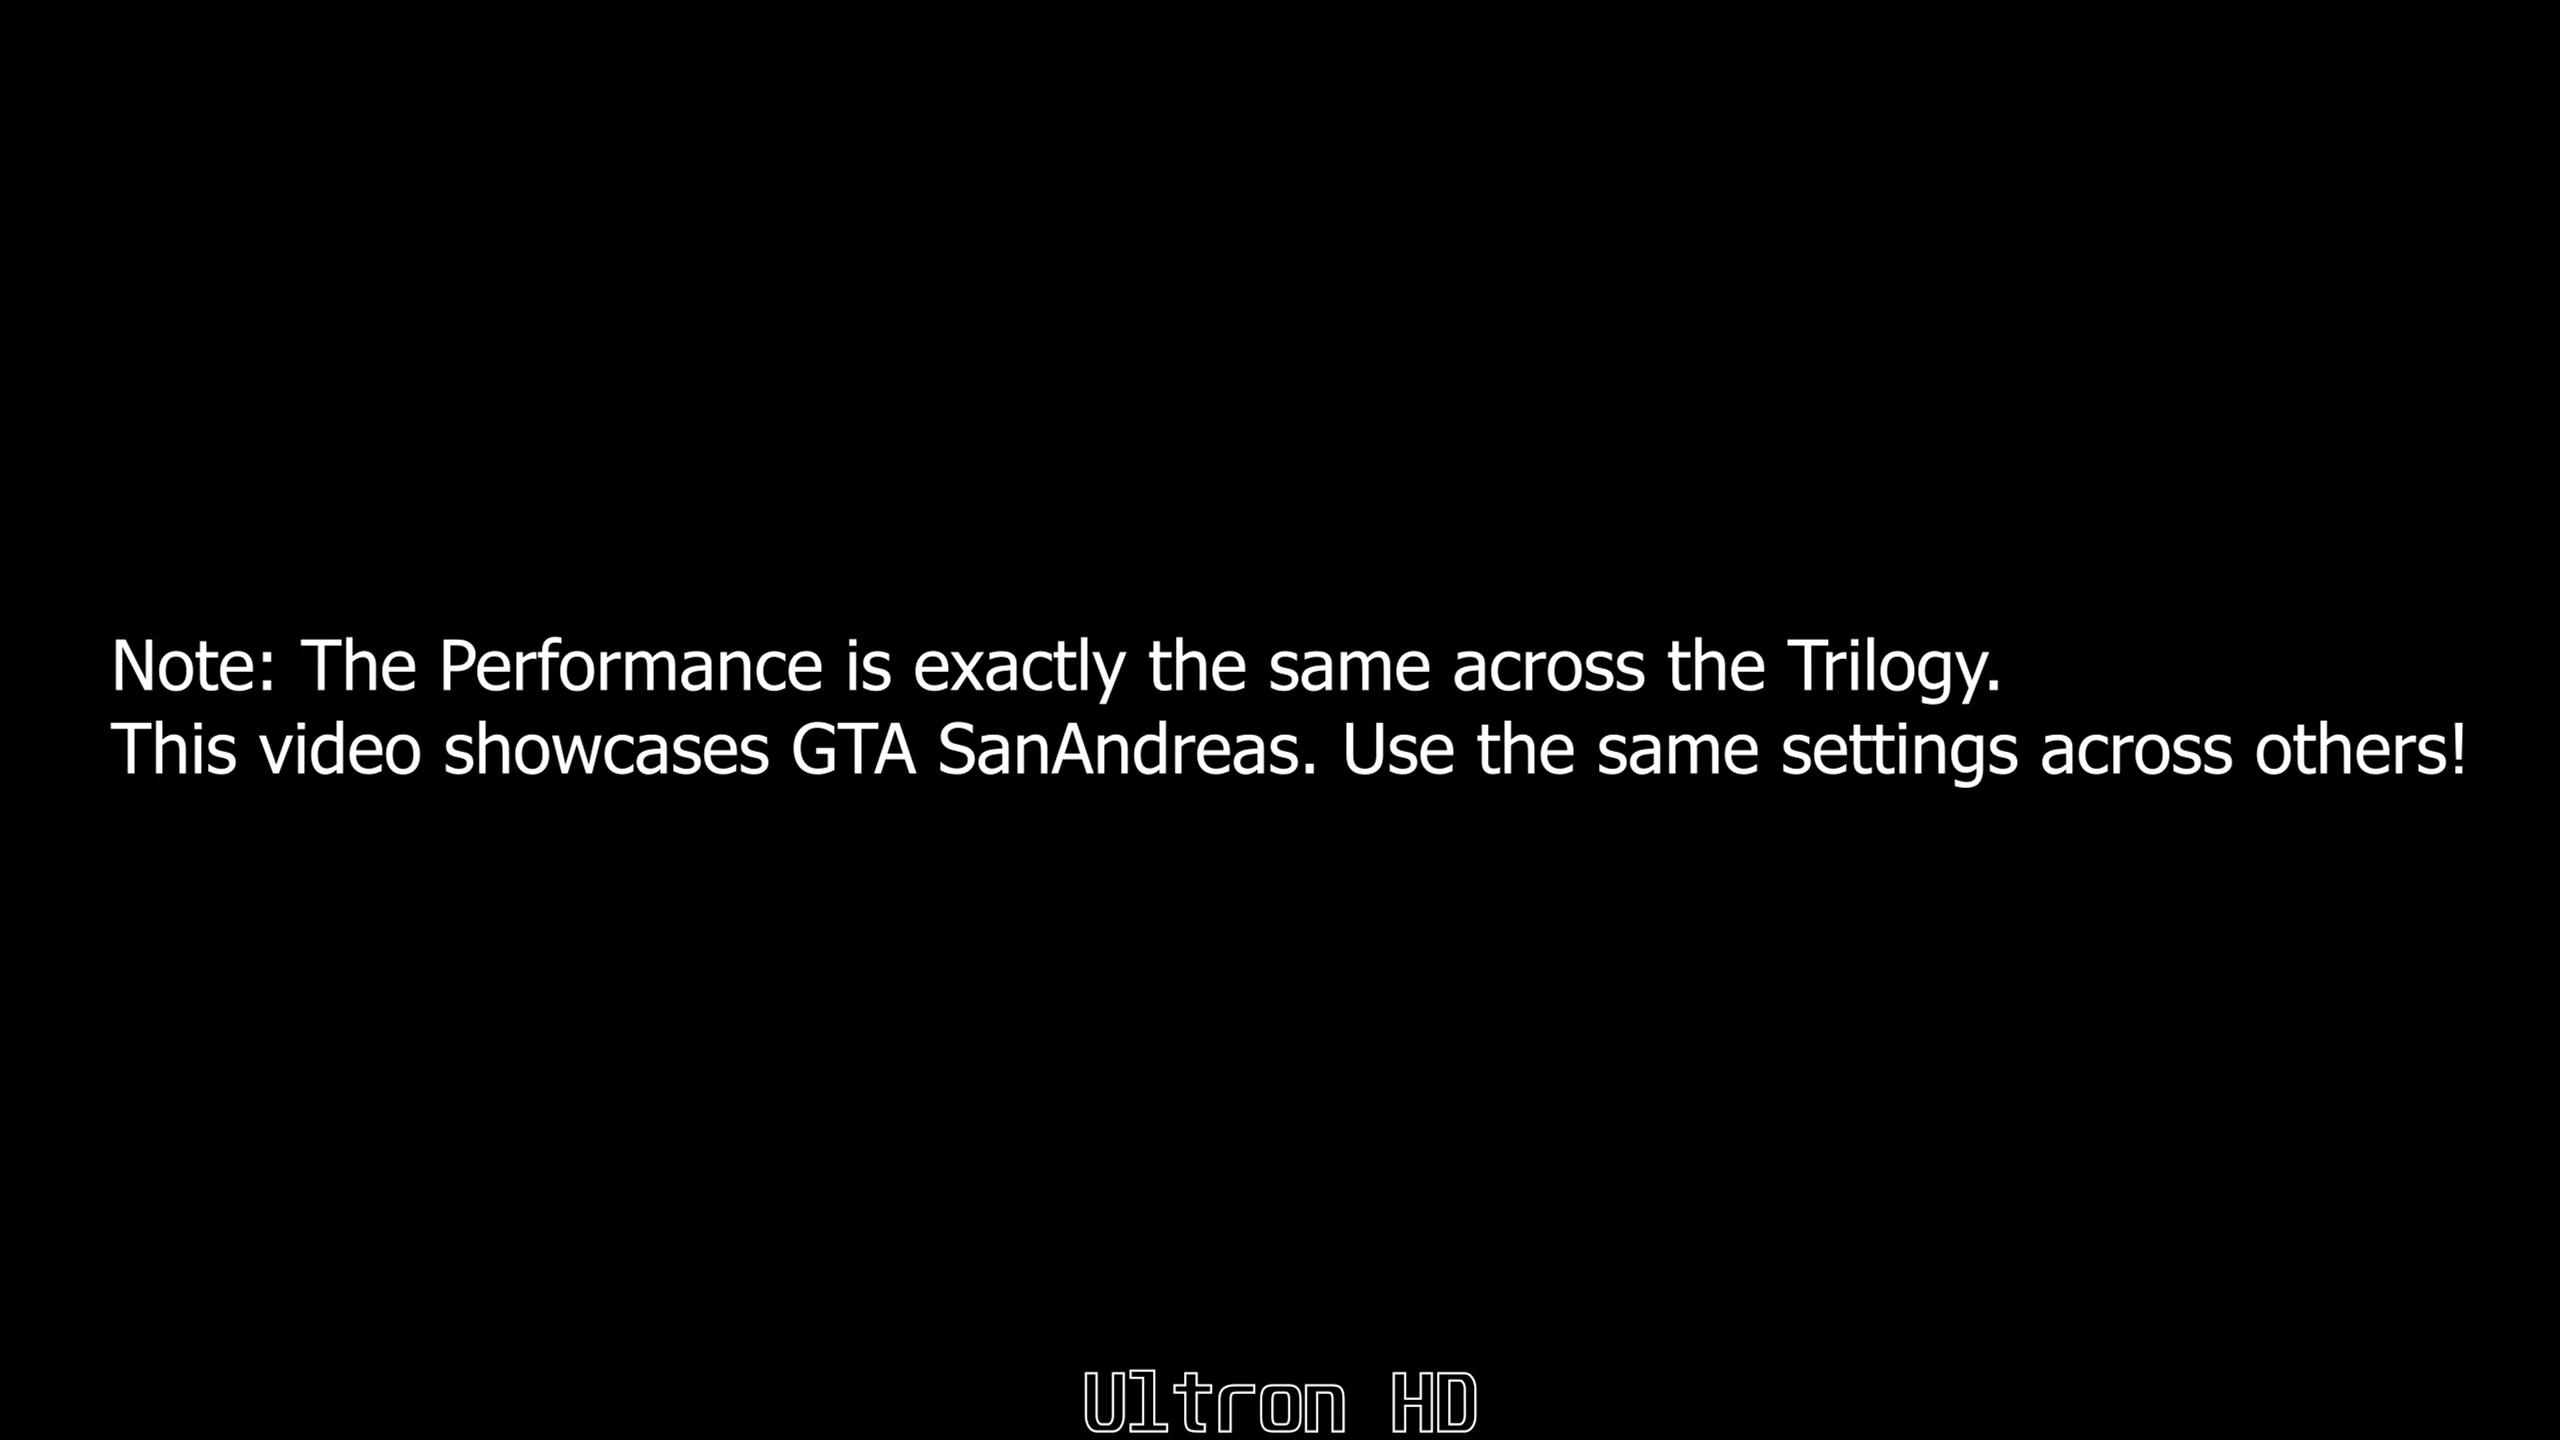 Note: The Performance is exactly the same across the Trilogy.
This video showcases GTA SanAndreas. Use the same settings across others!
Ultron HD